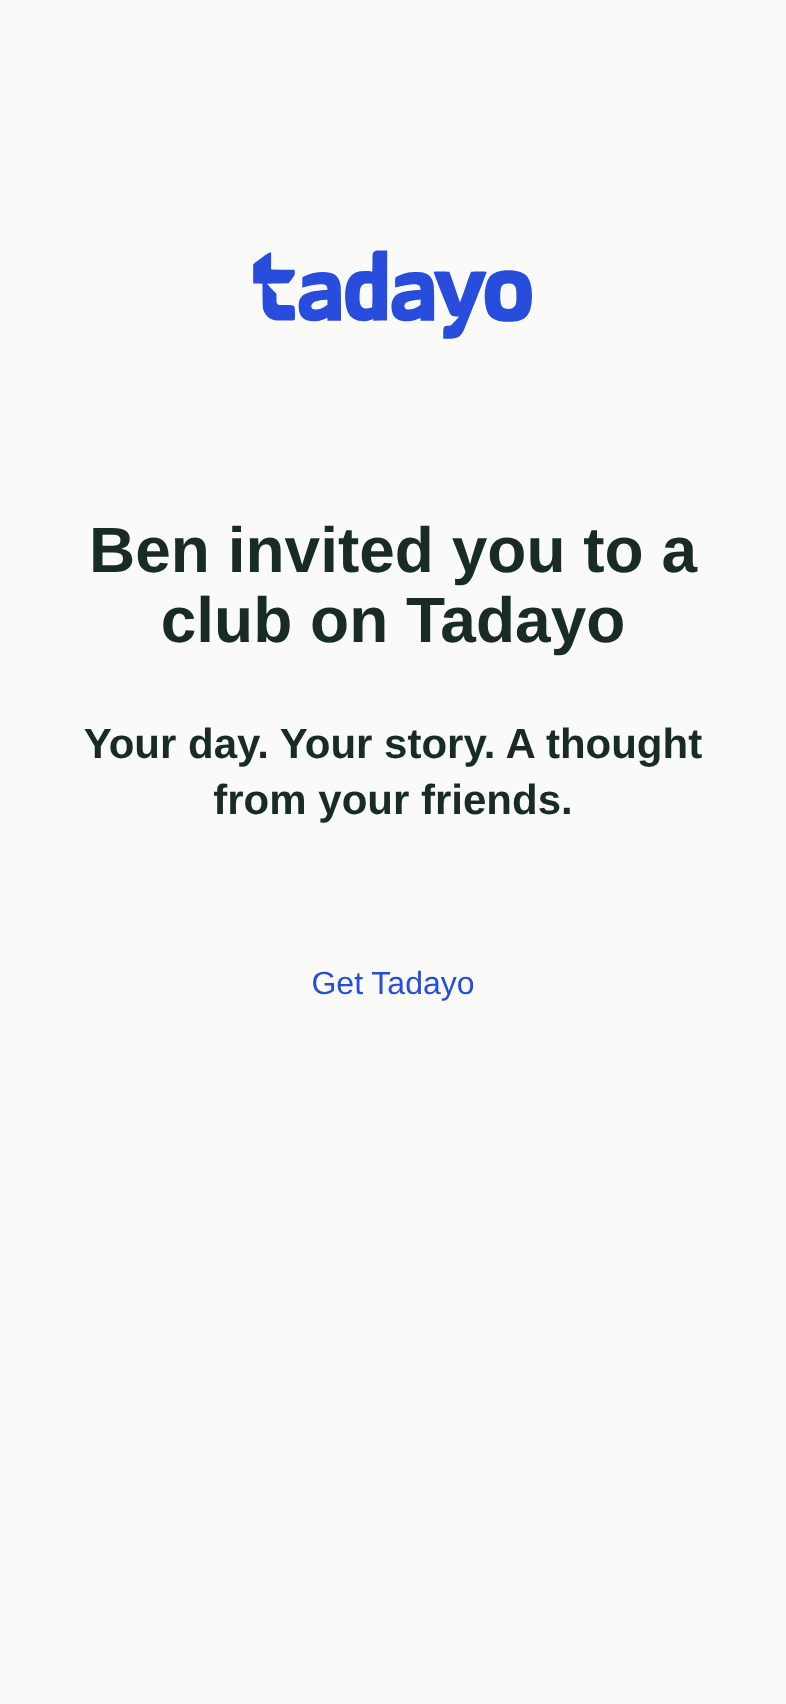 tadayo
Ben invited you to a
club on Tadayo
Your day. Your story. A thought
from your friends.
Get Tadayo